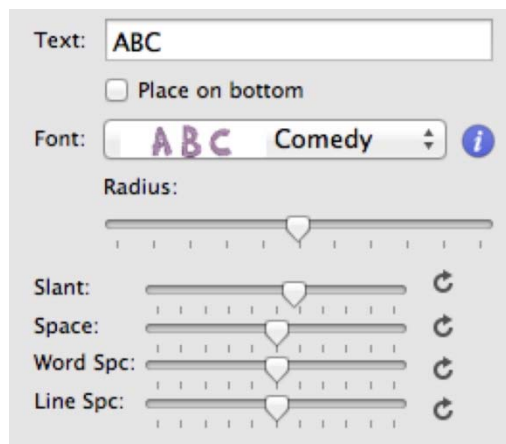 Text: ABC
Place on bottom
Font: ABC Comedy i
Radius:
Slant:
Space:
Word Spc:
Line Spc: